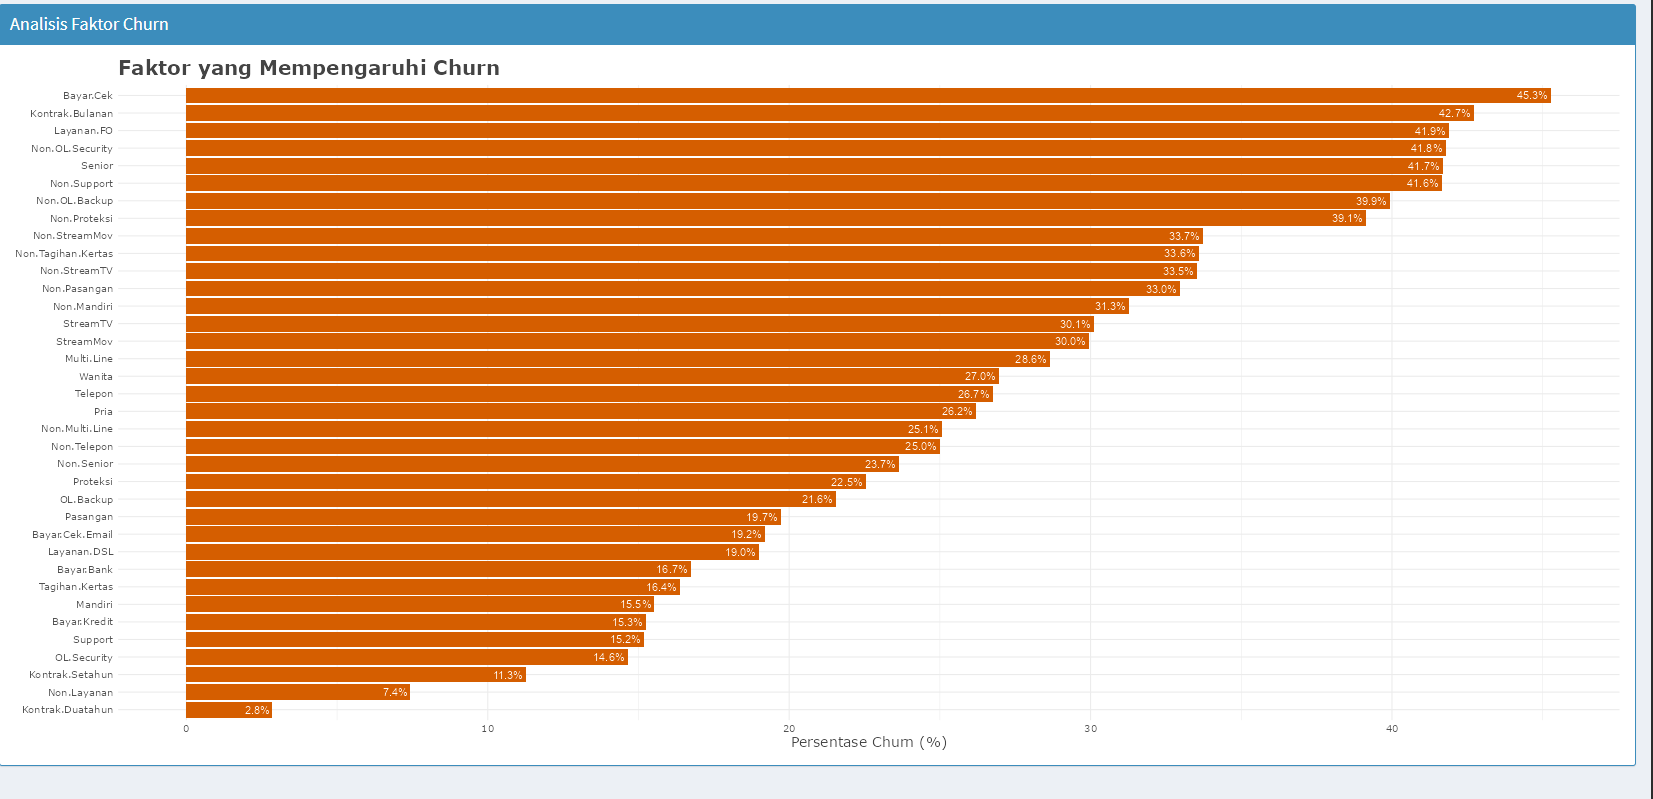 Analisis Faktor Churn
Faktor yang Mempengaruhi Churn
Bayar.Cek 45.3%
Kontrak.Bulanan 42.7%
Layanan.FO 41.9%
Non.OL.Security 41.8%
Senior 41.7%
Non.Support 41.6%
Non.OL.Backup 39.9%
Non.Proteksi 39.1%
Non.StreamMov 33.7%
Non.Tagihan.Kertas 33.6%
Non.StreamTV 33.5%
Non.Pasangan 33.0%
Non.Mandiri 31.3%
StreamTV 30.1%
StreamMov 30.0%
Multi.Line 28.6%
Wanita 27.0%
Telepon 26.7%
Pria 26.2%
Non.Multi.Line 25.1%
Non.Telepon 25.0%
Non.Senior 23.7%
Proteksi 22.5%
OL.Backup 21.6%
Pasangan 19.7%
Bayar.Cek.Email 19.2%
Layanan.DSL 19.0%
Bayar.Bank 16.7%
Tagihan.Kertas 16.4%
Mandiri 15.5%
Bayar.Kredit 15.3%
Support 15.2%
OL.Security 14.6%
Kontrak.Setahun 11.3%
Non.Layanan 7.4%
Kontrak.Duatahun 2.8%
0 10 20 30 40
Persentase Churn (%)